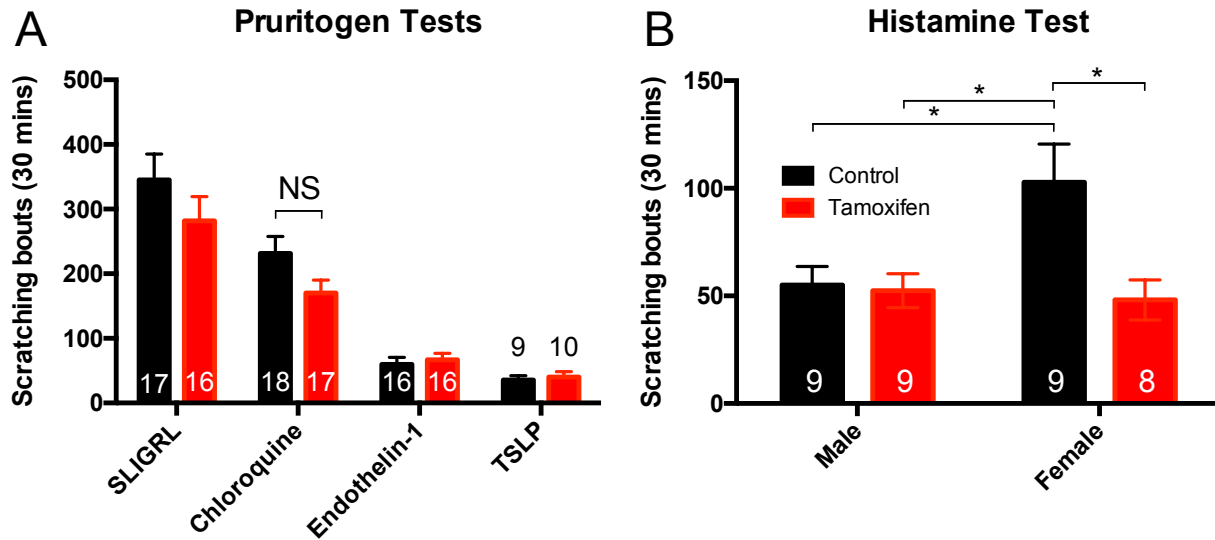 A
Pruritogen Tests
Scratching bouts (30 mins)
500
400
300
200
100
0
NS
17
16
18
17
16
16
9
10
SLIGRL
Chloroquine
Endothelin-1
TSLP
B
Histamine Test
Scratching bouts (30 mins)
150
100
50
0
*
*
*
Control
Tamoxifen
9
9
9
8
Male
Female